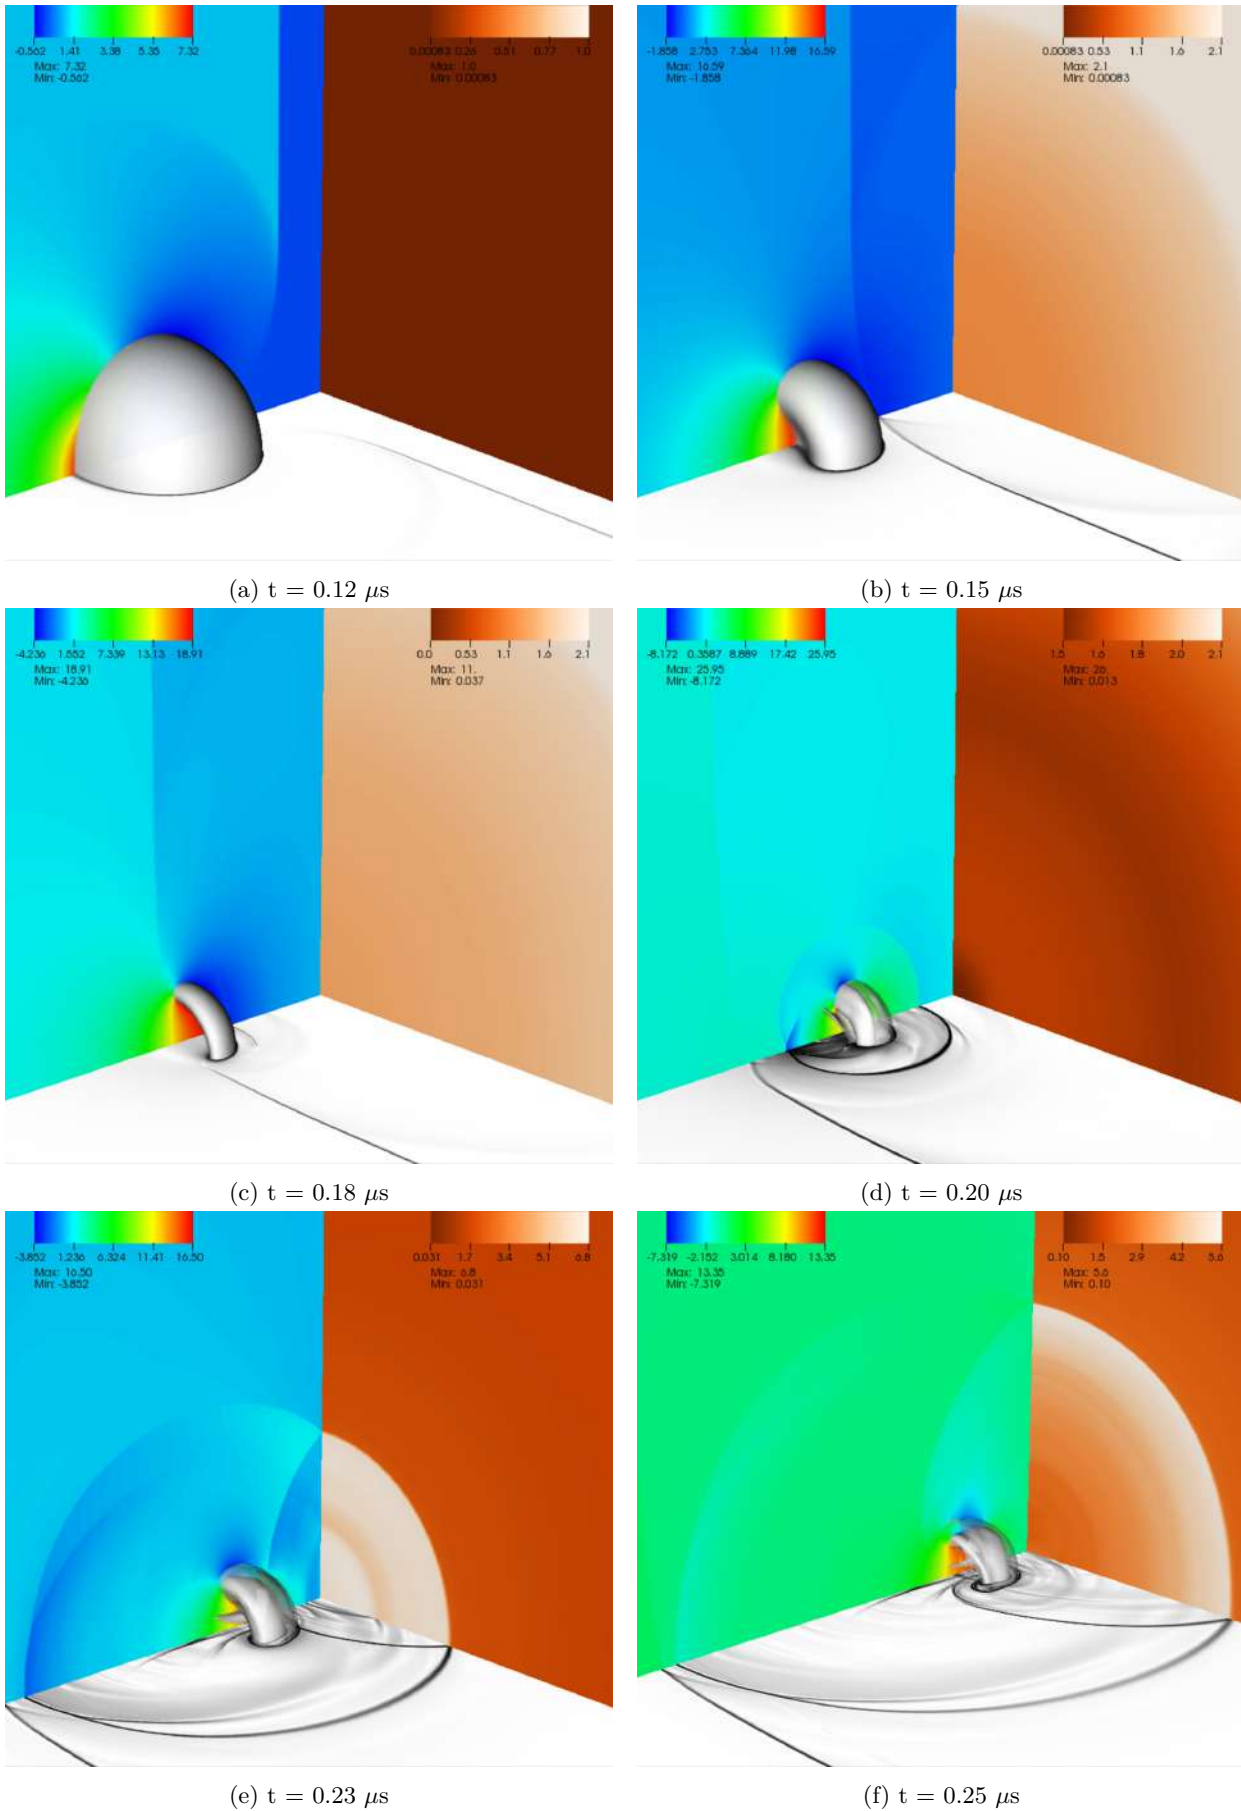 -0.562 1.41 3.38 5.35 7.32
Max: 7.32
Min: -0.562
0.00083 0.26 0.51 0.77 1.0
Max: 1.0
Min: 0.00083
-1.858 2.753 7.364 11.98 16.59
Max: 16.59
Min: -1.858
0.00083 0.53 1.1 1.6 2.1
Max: 2.1
Min: 0.00083
(a) t = 0.12 μs
(b) t = 0.15 μs
-4.236 1.552 7.339 13.13 18.91
Max: 18.91
Min: -4.236
0.0 0.53 1.1 1.6 2.1
Max: 11.
Min: 0.037
-8.172 0.3587 8.889 17.42 25.95
Max: 25.95
Min: -8.172
1.5 1.6 1.8 2.0 2.1
Max: 26.
Min: 0.013
(c) t = 0.18 μs
(d) t = 0.20 μs
-3.852 1.236 6.324 11.41 16.50
Max: 16.50
Min: -3.852
0.031 1.7 3.4 5.1 6.8
Max: 6.8
Min: 0.031
-7.319 -2.152 3.014 8.180 13.35
Max: 13.35
Min: -7.319
0.10 1.5 2.9 4.2 5.6
Max: 5.6
Min: 0.10
(e) t = 0.23 μs
(f) t = 0.25 μs